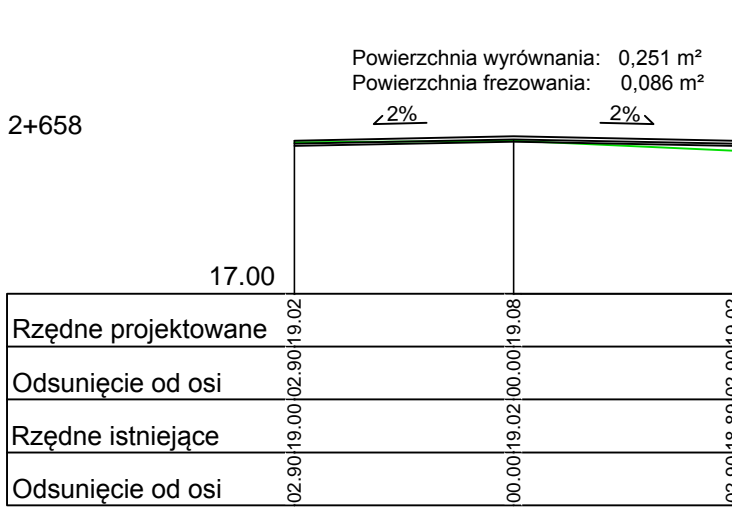 Powierzchnia wyrównania: 0,251 m²
Powierzchnia frezowania: 0,086 m²
2% 2%
2+658
17.00
Rzędne projektowane 19.02 19.08
Odsunięcie od osi 02.90 00.00
Rzędne istniejące 19.00 19.02
Odsunięcie od osi 02.90 00.00